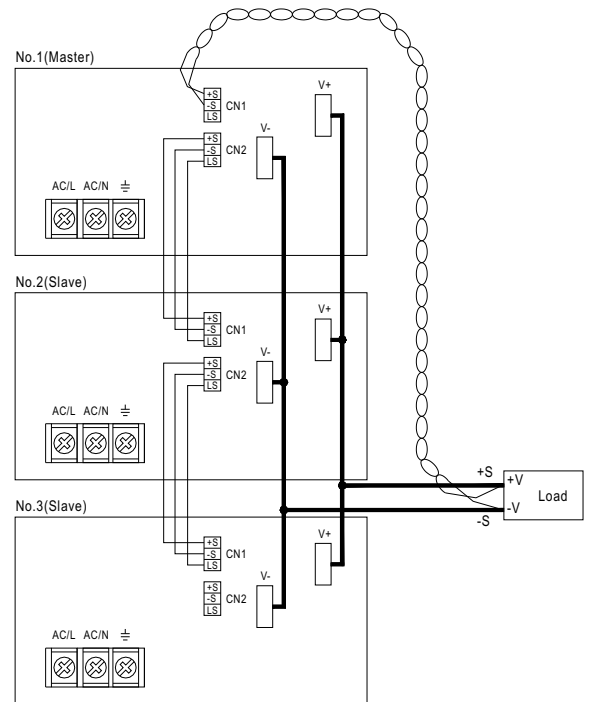 No.1(Master)
+S
-S
LS
CN1
V+
+S
-S
LS
CN2
V-
AC/L AC/N ⏚
No.2(Slave)
+S
-S
LS
CN1
V+
+S
-S
LS
CN2
V-
AC/L AC/N ⏚
+S
+V
Load
-V
-S
No.3(Slave)
+S
-S
LS
CN1
V+
+S
-S
LS
CN2
V-
AC/L AC/N ⏚